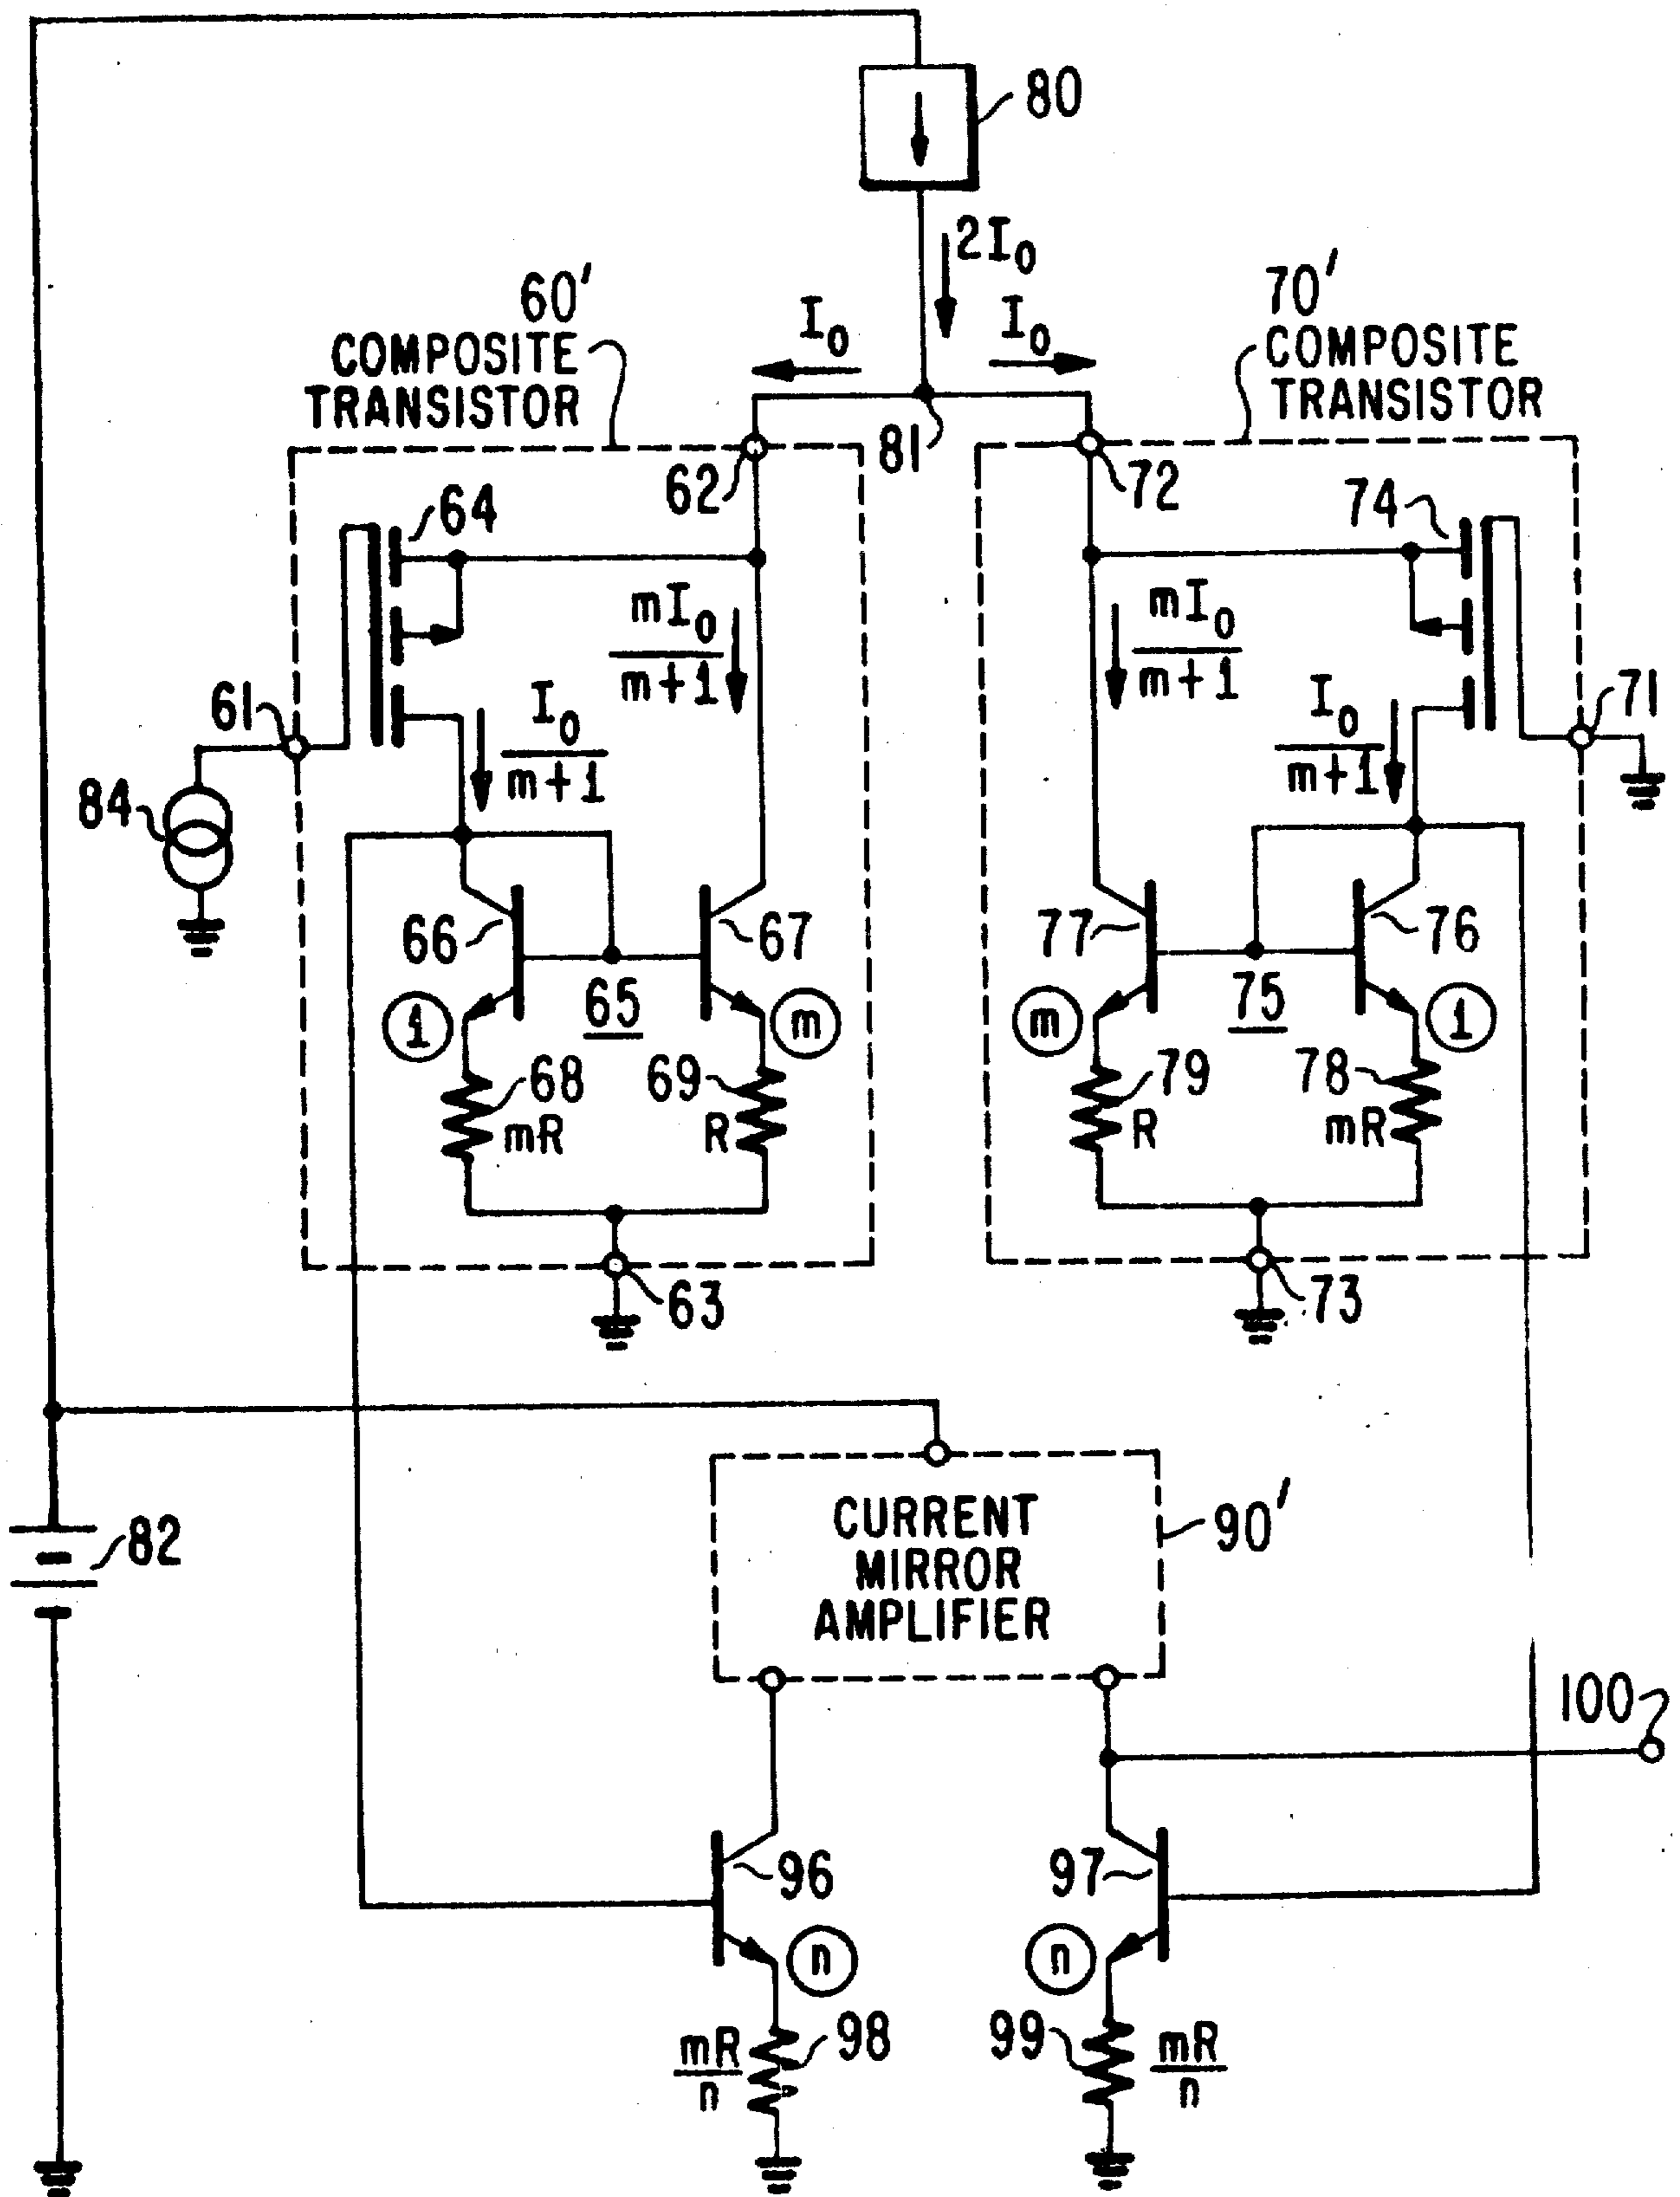 80
2I₀
60'
COMPOSITE
TRANSISTOR
I₀
I₀
70'
COMPOSITE
TRANSISTOR
81
62
72
64
74
mI₀
m+1
mI₀
m+1
61
I₀
m+1
I₀
m+1
71
84
66
67
77
76
1
65
m
m
75
1
68
mR
69
R
79
R
78
mR
63
73
82
CURRENT
MIRROR
AMPLIFIER
90'
100
96
97
n
n
mR
n
98
99
mR
n